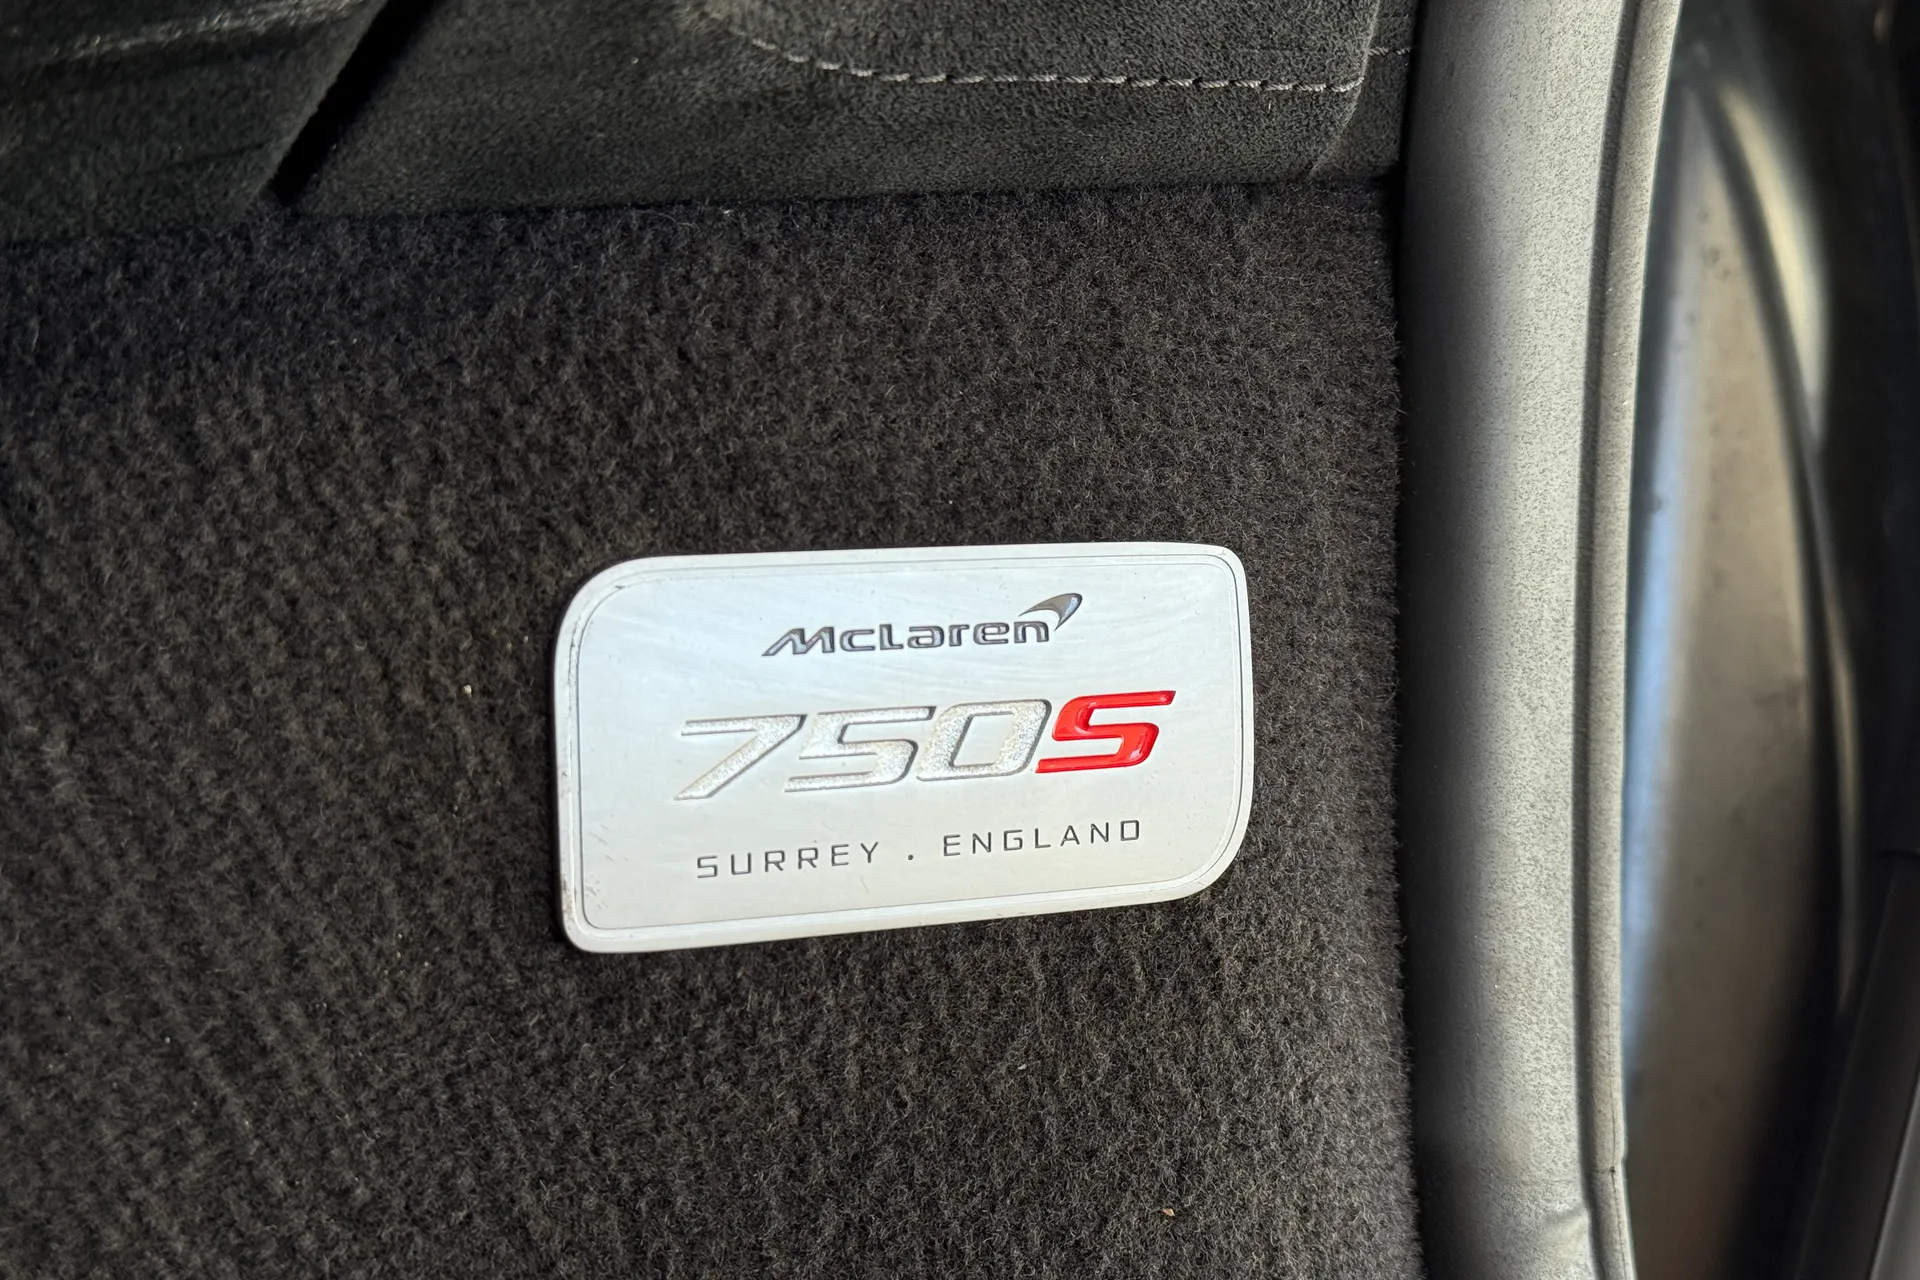 McLaren
750S
SURREY . ENGLAND